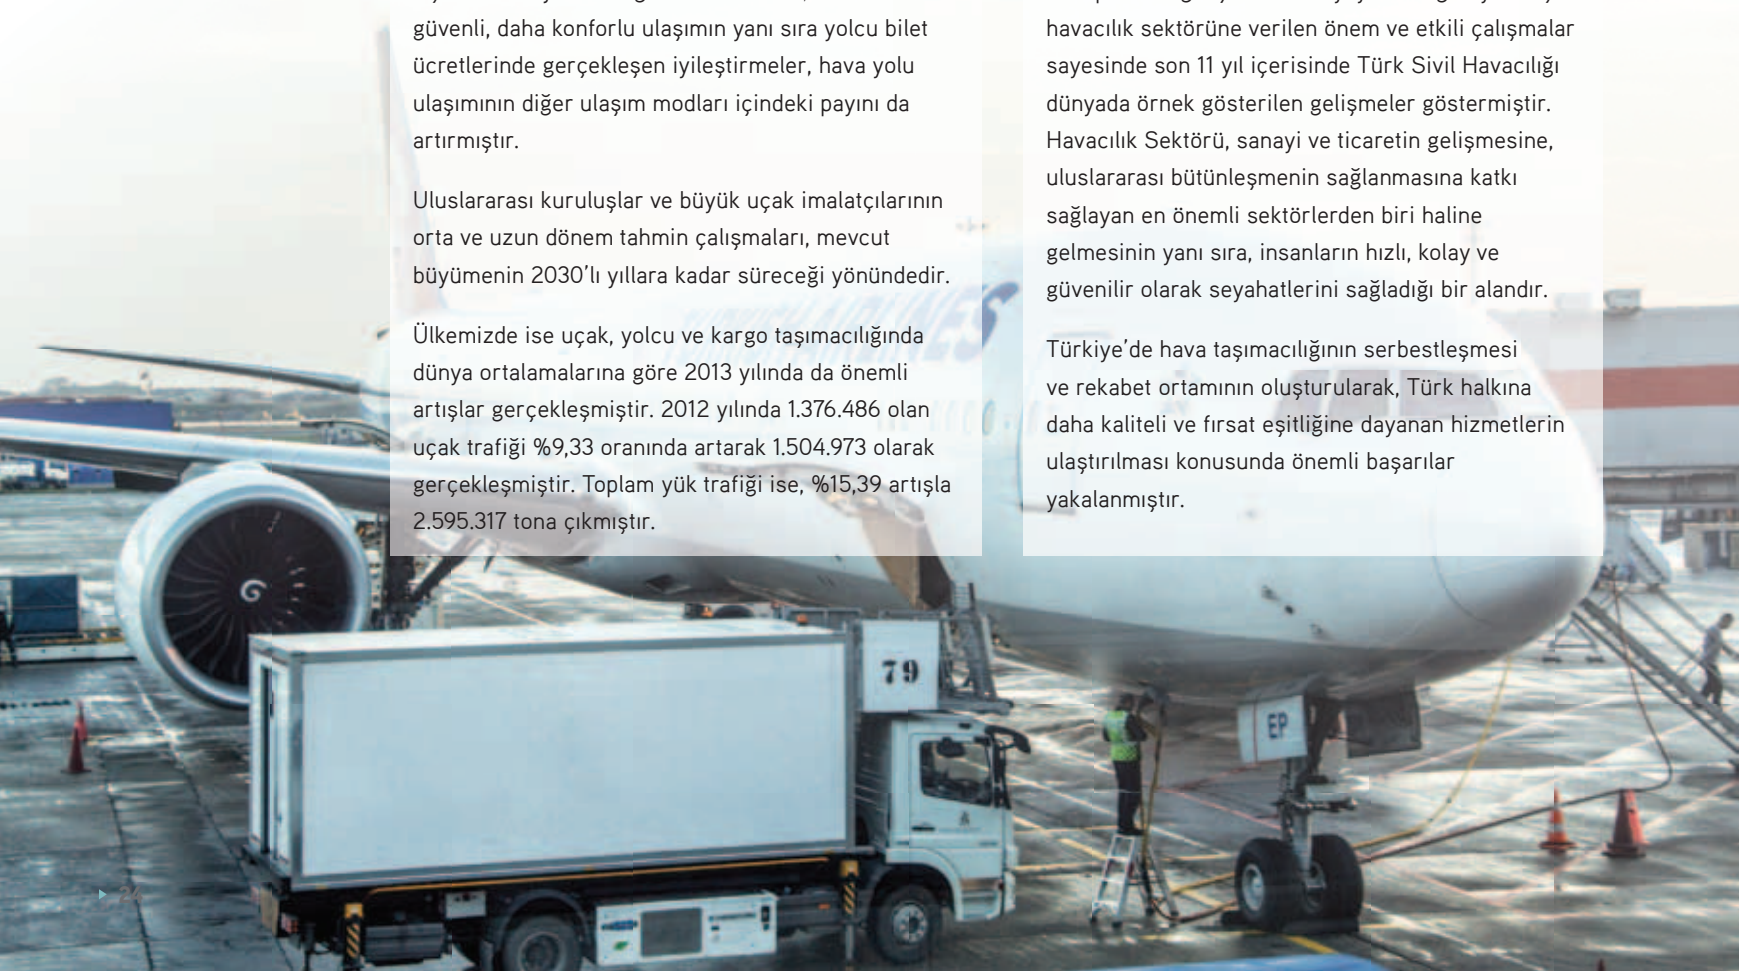 güvenli, daha konforlu ulaşımın yanı sıra yolcu bilet
ücretlerinde gerçekleşen iyileştirmeler, hava yolu
ulaşımının diğer ulaşım modları içindeki payını da
artırmıştır.
Uluslararası kuruluşlar ve büyük uçak imalatçılarının
orta ve uzun dönem tahmin çalışmaları, mevcut
büyümenin 2030’lı yıllara kadar süreceği yönündedir.
Ülkemizde ise uçak, yolcu ve kargo taşımacılığında
dünya ortalamalarına göre 2013 yılında da önemli
artışlar gerçekleşmiştir. 2012 yılında 1.376.486 olan
uçak trafiği %9,33 oranında artarak 1.504.973 olarak
gerçekleşmiştir. Toplam yük trafiği ise, %15,39 artışla
2.595.317 tona çıkmıştır.
havacılık sektörüne verilen önem ve etkili çalışmalar
sayesinde son 11 yıl içerisinde Türk Sivil Havacılığı
dünyada örnek gösterilen gelişmeler göstermiştir.
Havacılık Sektörü, sanayi ve ticaretin gelişmesine,
uluslararası bütünleşmenin sağlanmasına katkı
sağlayan en önemli sektörlerden biri haline
gelmesinin yanı sıra, insanların hızlı, kolay ve
güvenilir olarak seyahatlerini sağladığı bir alandır.
Türkiye’de hava taşımacılığının serbestleşmesi
ve rekabet ortamının oluşturularak, Türk halkına
daha kaliteli ve fırsat eşitliğine dayanan hizmetlerin
ulaştırılması konusunda önemli başarılar
yakalanmıştır.
TURKISH AIRLINES
79
EP
24